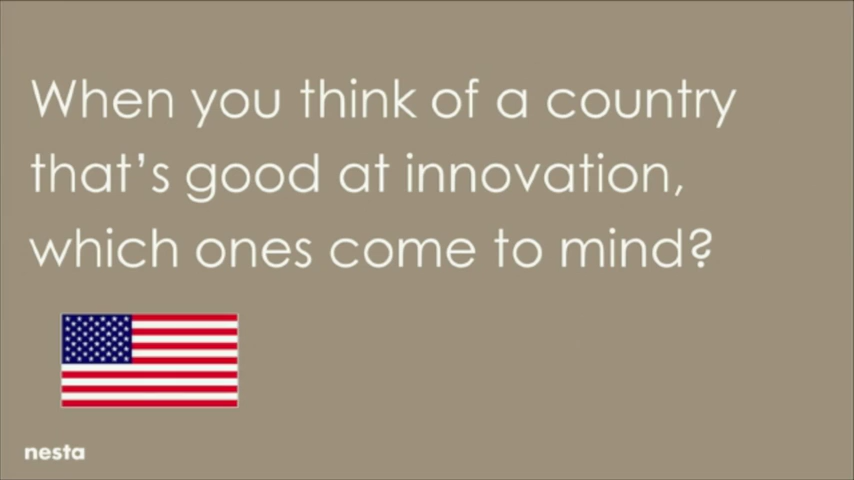 When you think of a country
that's good at innovation,
which ones come to mind?
nesta